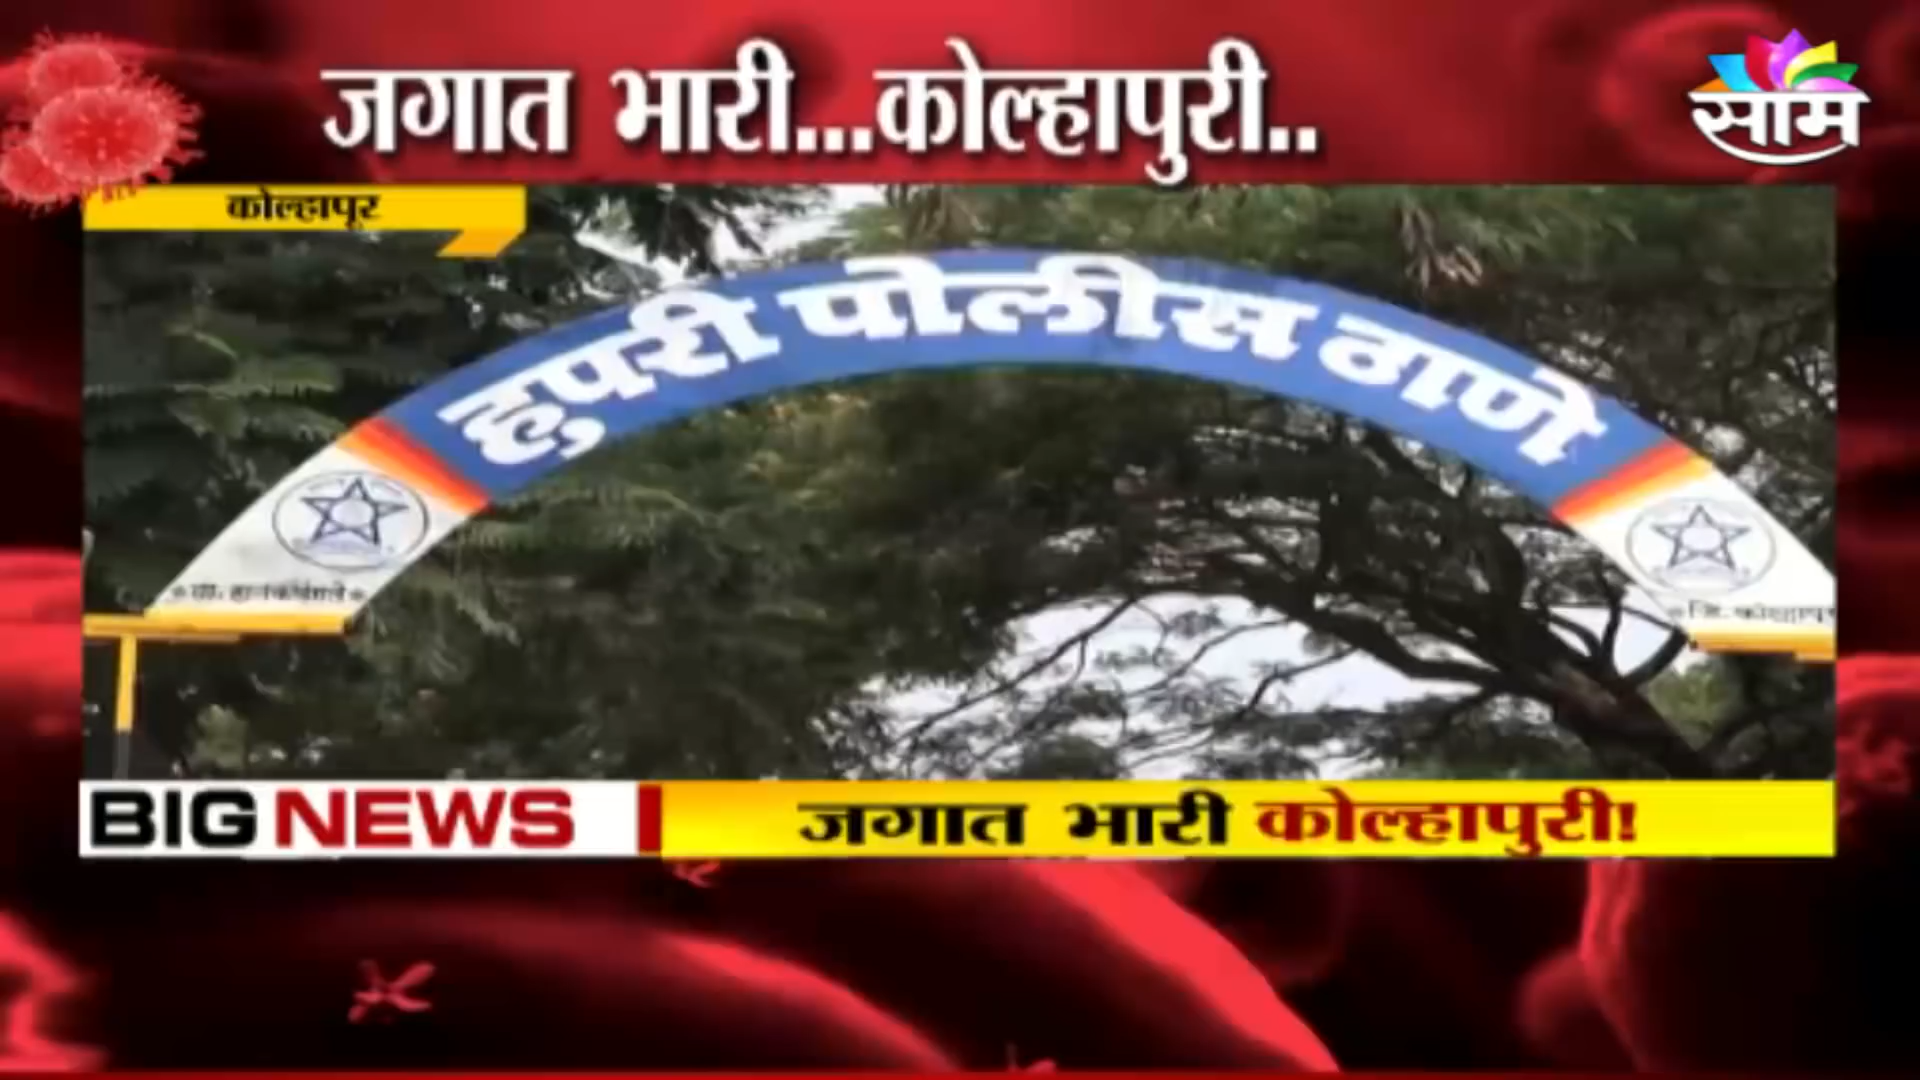 जगात भारी...कोल्हापुरी..
साम
कोल्हापूर
हुपरी पोलीस ठाणे
जि. कोल्हापूर
BIG NEWS
जगात भारी कोल्हापुरी!